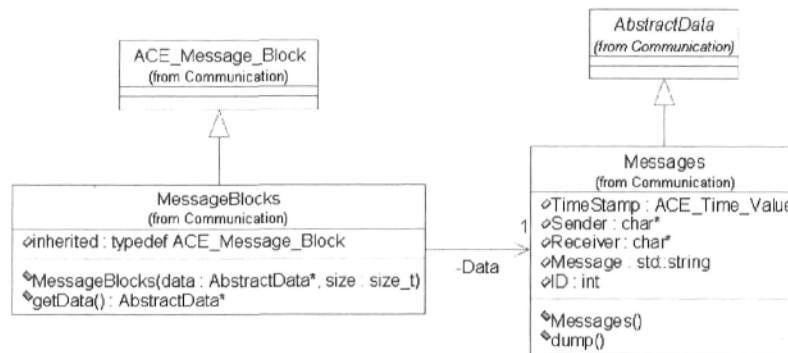 ACE_Message_Block
(from Communication)
AbstractData
(from Communication)
MessageBlocks
(from Communication)
inherited : typedef ACE_Message_Block
MessageBlocks(data : AbstractData*, size : size_t)
getData() : AbstractData*
1
-Data
Messages
(from Communication)
TimeStamp : ACE_Time_Value
Sender : char*
Receiver : char*
Message : std::string
ID : int
Messages()
dump()